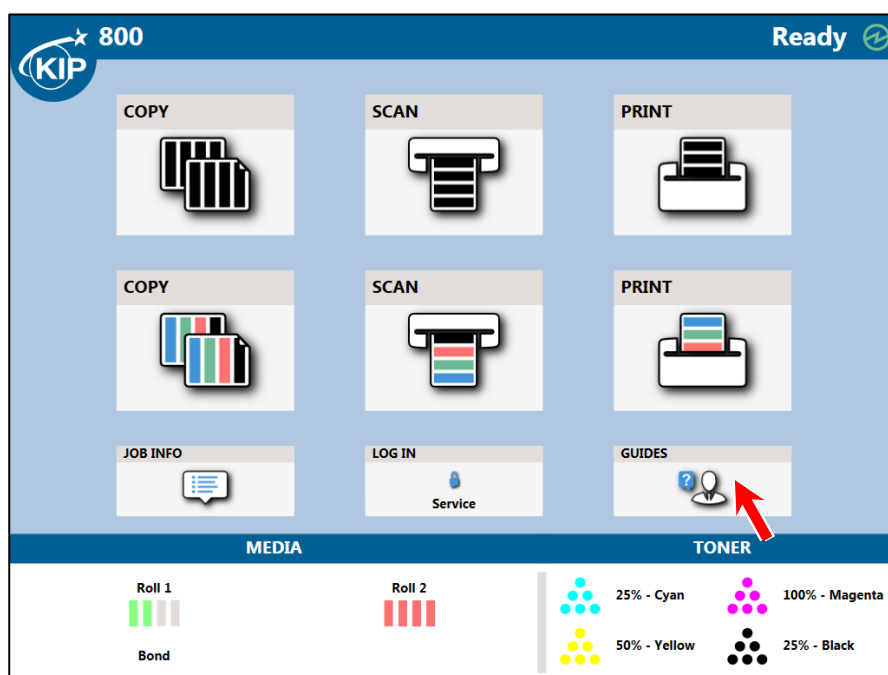 KIP
800
Ready
COPY
SCAN
PRINT
COPY
SCAN
PRINT
JOB INFO
LOG IN
Service
GUIDES
?
MEDIA
TONER
Roll 1
Bond
Roll 2
25% - Cyan
100% - Magenta
50% - Yellow
25% - Black